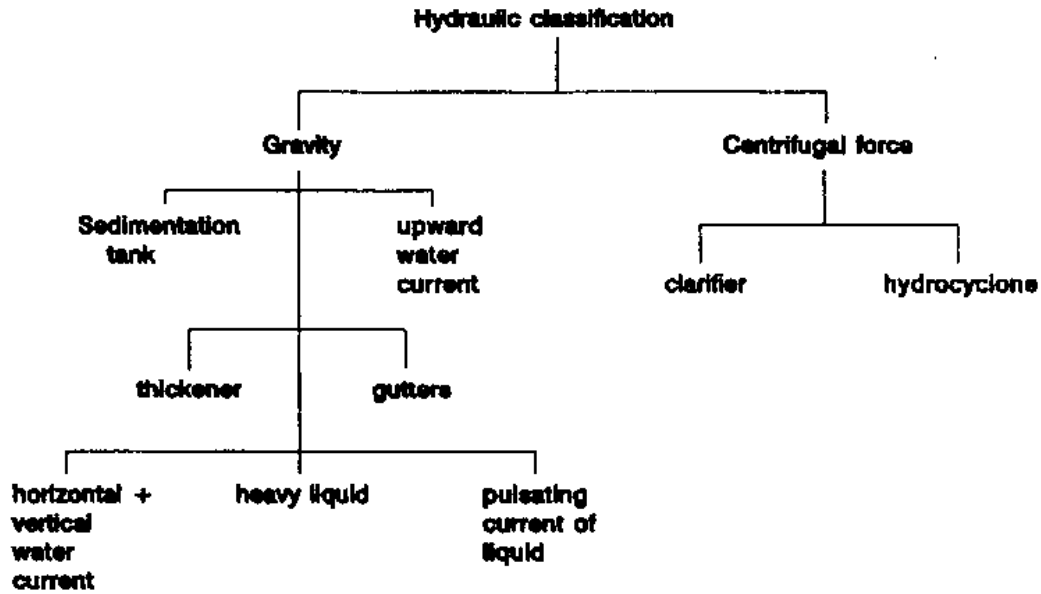 Hydraulic classification
Gravity
Centrifugal force
Sedimentation
tank
upward
water
current
clarifier
hydrocyclone
thickener
gutters
horizontal +
vertical
water
current
heavy liquid
pulsating
current of
liquid